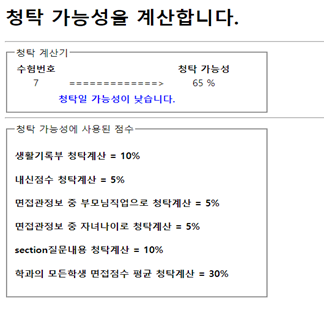 청탁 가능성을 계산합니다.
청탁 계산기
수험번호 청탁 가능성
7 =============> 65 %
청탁일 가능성이 낮습니다.
청탁 가능성에 사용된 점수
생활기록부 청탁계산 = 10%
내신점수 청탁계산 = 5%
면접관정보 중 부모님직업으로 청탁계산 = 5%
면접관정보 중 자녀나이로 청탁계산 = 5%
section질문내용 청탁계산 = 10%
학과의 모든학생 면접점수 평균 청탁계산 = 30%